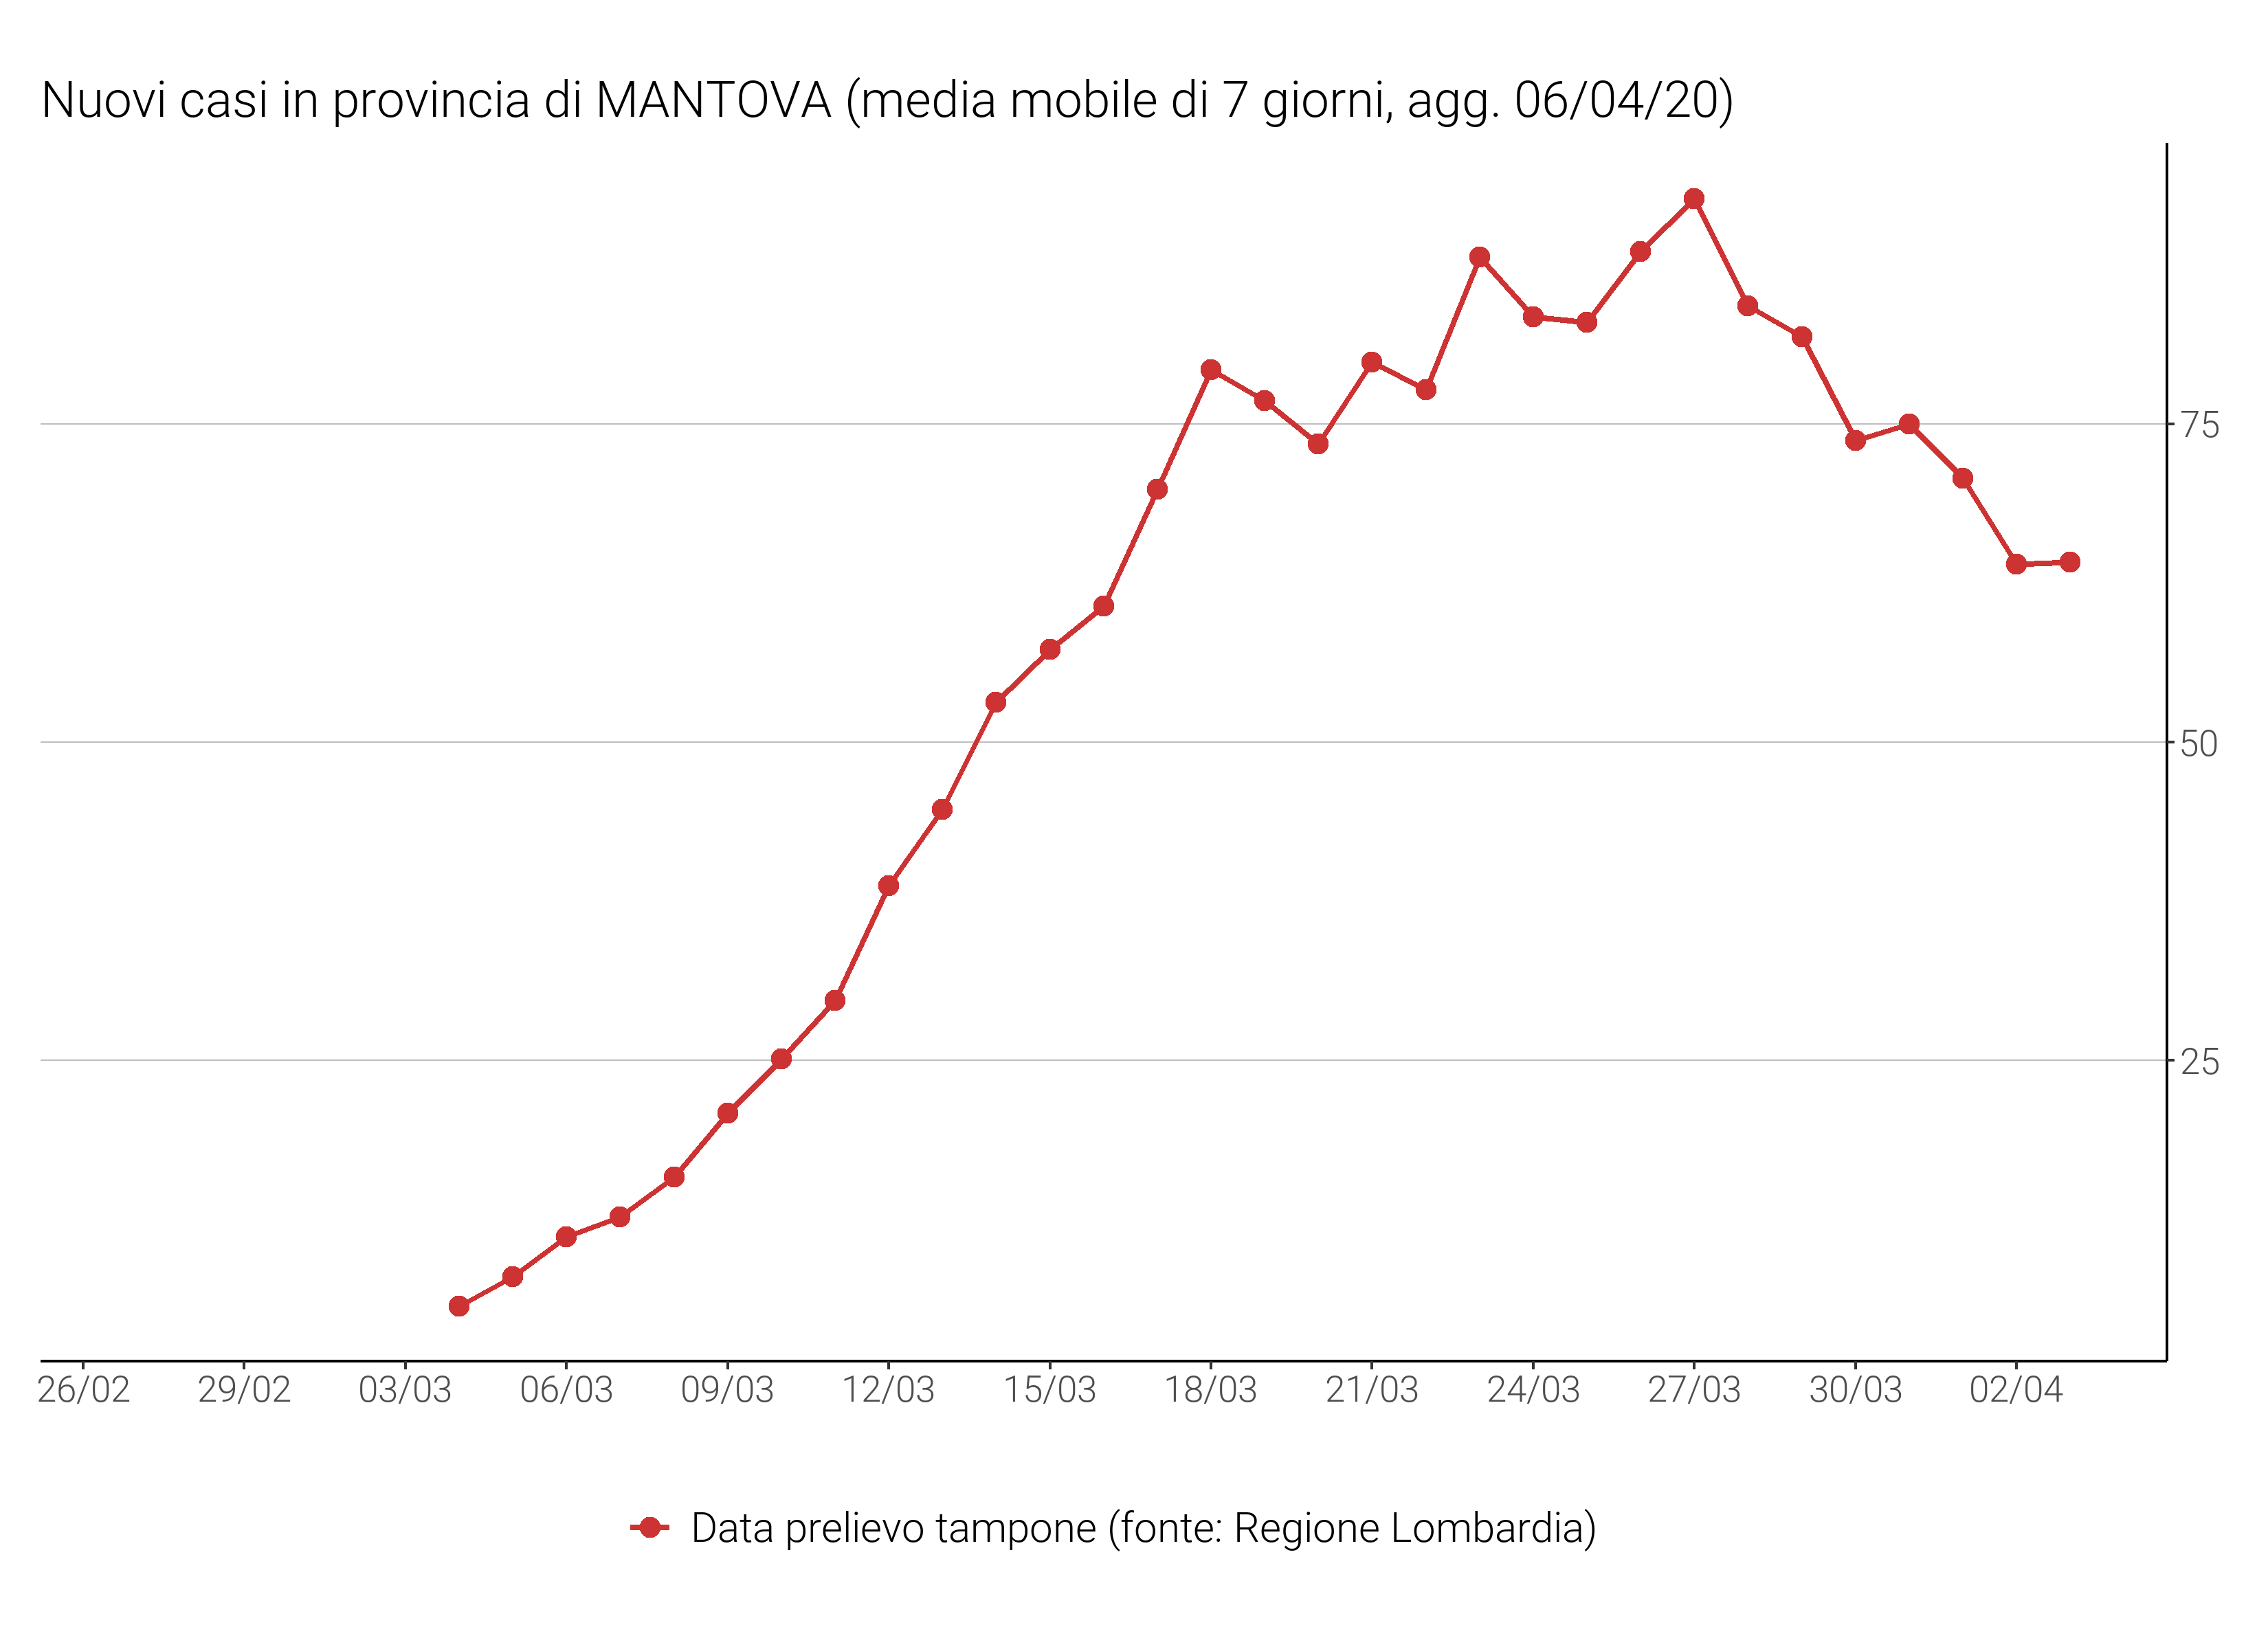 Nuovi casi in provincia di MANTOVA (media mobile di 7 giorni, agg. 06/04/20)
75
50
25
26/02 29/02 03/03 06/03 09/03 12/03 15/03 18/03 21/03 24/03 27/03 30/03 02/04
Data prelievo tampone (fonte: Regione Lombardia)